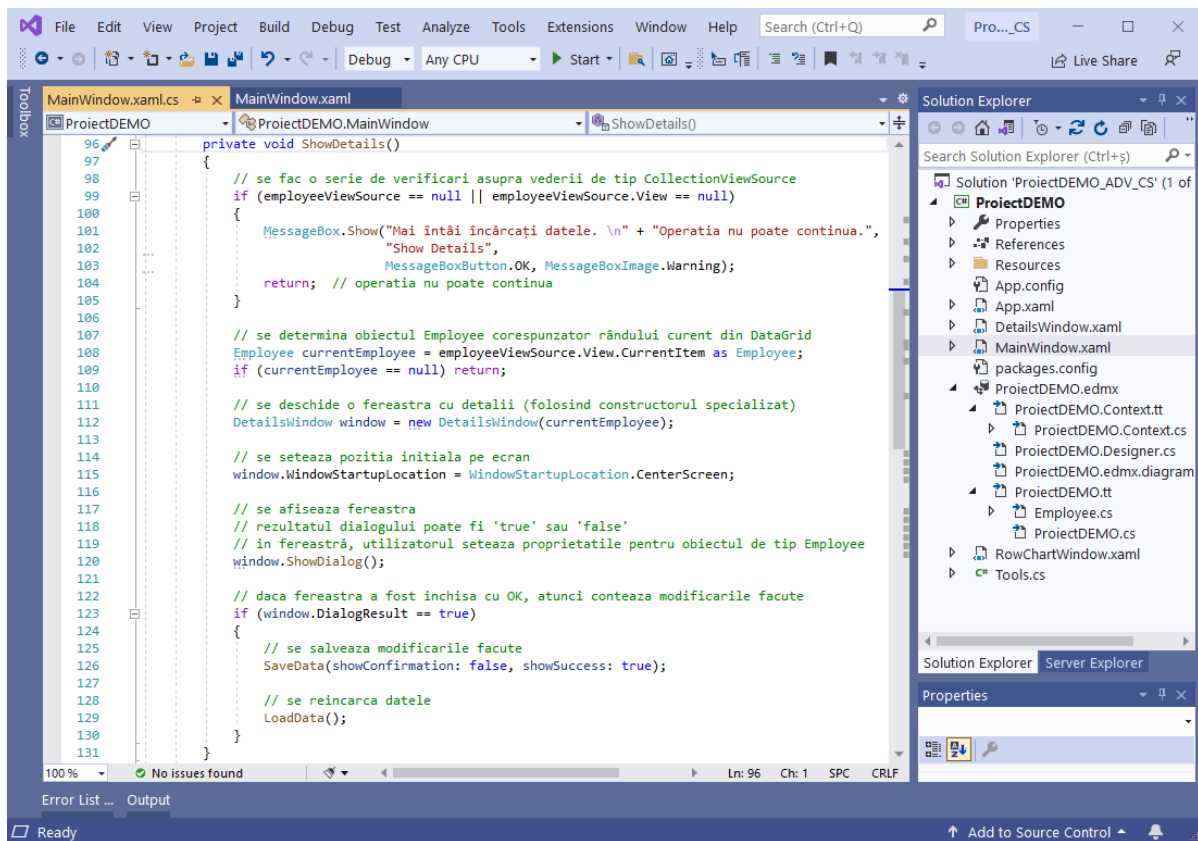 File Edit View Project Build Debug Test Analyze Tools Extensions Window Help Search (Ctrl+Q) Pro..._CS
Debug Any CPU Start Live Share
Toolbox
MainWindow.xaml.cs MainWindow.xaml
ProiectDEMO ProiectDEMO.MainWindow ShowDetails()
96 private void ShowDetails()
97 {
98 // se fac o serie de verificari asupra vederii de tip CollectionViewSource
99 if (employeeViewSource == null || employeeViewSource.View == null)
100 {
101 MessageBox.Show("Mai întâi încărcați datele. \n" + "Operatia nu poate continua.",
102 "Show Details",
103 MessageBoxButton.OK, MessageBoxImage.Warning);
104 return; // operatia nu poate continua
105 }
106
107 // se determina obiectul Employee corespunzator rândului curent din DataGrid
108 Employee currentEmployee = employeeViewSource.View.CurrentItem as Employee;
109 if (currentEmployee == null) return;
110
111 // se deschide o fereastra cu detalii (folosind constructorul specializat)
112 DetailsWindow window = new DetailsWindow(currentEmployee);
113
114 // se seteaza pozitia initiala pe ecran
115 window.WindowStartupLocation = WindowStartupLocation.CenterScreen;
116
117 // se afiseaza fereastra
118 // rezultatul dialogului poate fi 'true' sau 'false'
119 // in fereastră, utilizatorul seteaza proprietatile pentru obiectul de tip Employee
120 window.ShowDialog();
121
122 // daca fereastra a fost inchisa cu OK, atunci conteaza modificarile facute
123 if (window.DialogResult == true)
124 {
125 // se salveaza modificarile facute
126 SaveData(showConfirmation: false, showSuccess: true);
127
128 // se reincarca datele
129 LoadData();
130 }
131 }
100 % No issues found Ln: 96 Ch: 1 SPC CRLF
Error List ... Output
Solution Explorer
Search Solution Explorer (Ctrl+ș)
Solution 'ProiectDEMO_ADV_CS' (1 of
C# ProiectDEMO
Properties
References
Resources
App.config
App.xaml
DetailsWindow.xaml
MainWindow.xaml
packages.config
ProiectDEMO.edmx
ProiectDEMO.Context.tt
ProiectDEMO.Context.cs
ProiectDEMO.Designer.cs
ProiectDEMO.edmx.diagram
ProiectDEMO.tt
Employee.cs
ProiectDEMO.cs
RowChartWindow.xaml
C# Tools.cs
Solution Explorer Server Explorer
Properties
Ready Add to Source Control